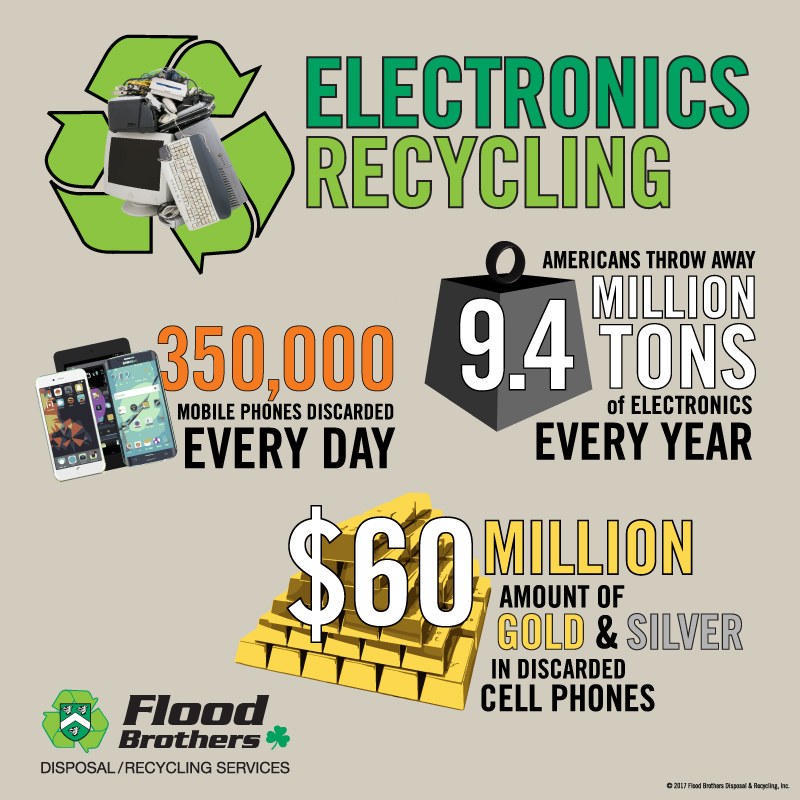 ELECTRONICS
RECYCLING
AMERICANS THROW AWAY
9.4 MILLION
TONS
of ELECTRONICS
EVERY YEAR
350,000
MOBILE PHONES DISCARDED
EVERY DAY
$60 MILLION
AMOUNT OF
GOLD & SILVER
IN DISCARDED
CELL PHONES
Flood
Brothers
DISPOSAL/RECYCLING SERVICES
© 2017 Flood Brothers Disposal & Recycling, Inc.